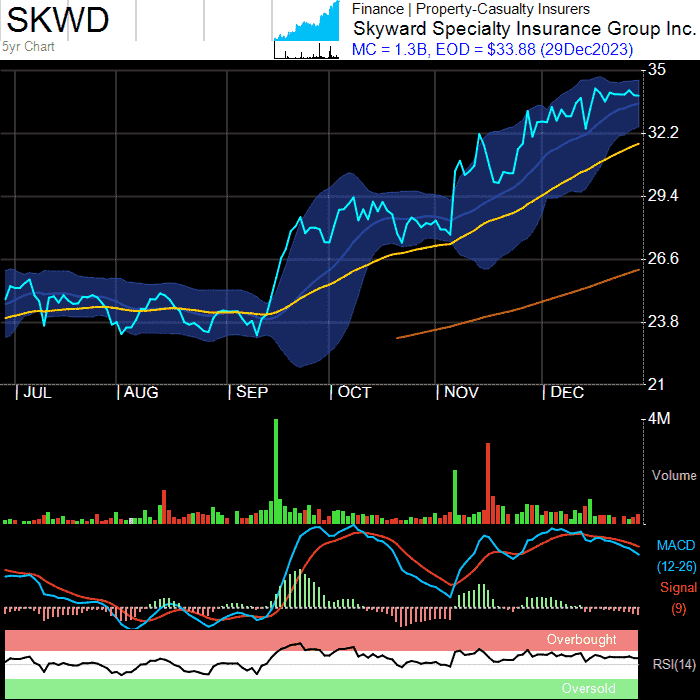 SKWD
5yr Chart
Finance | Property-Casualty Insurers
Skyward Specialty Insurance Group Inc.
MC = 1.3B, EOD = $33.88 (29Dec2023)
35
32.2
29.4
26.6
23.8
21
| JUL | AUG | SEP | OCT | NOV | DEC
4M
Volume
MACD
(12-26)
Signal
(9)
Overbought
RSI(14)
Oversold